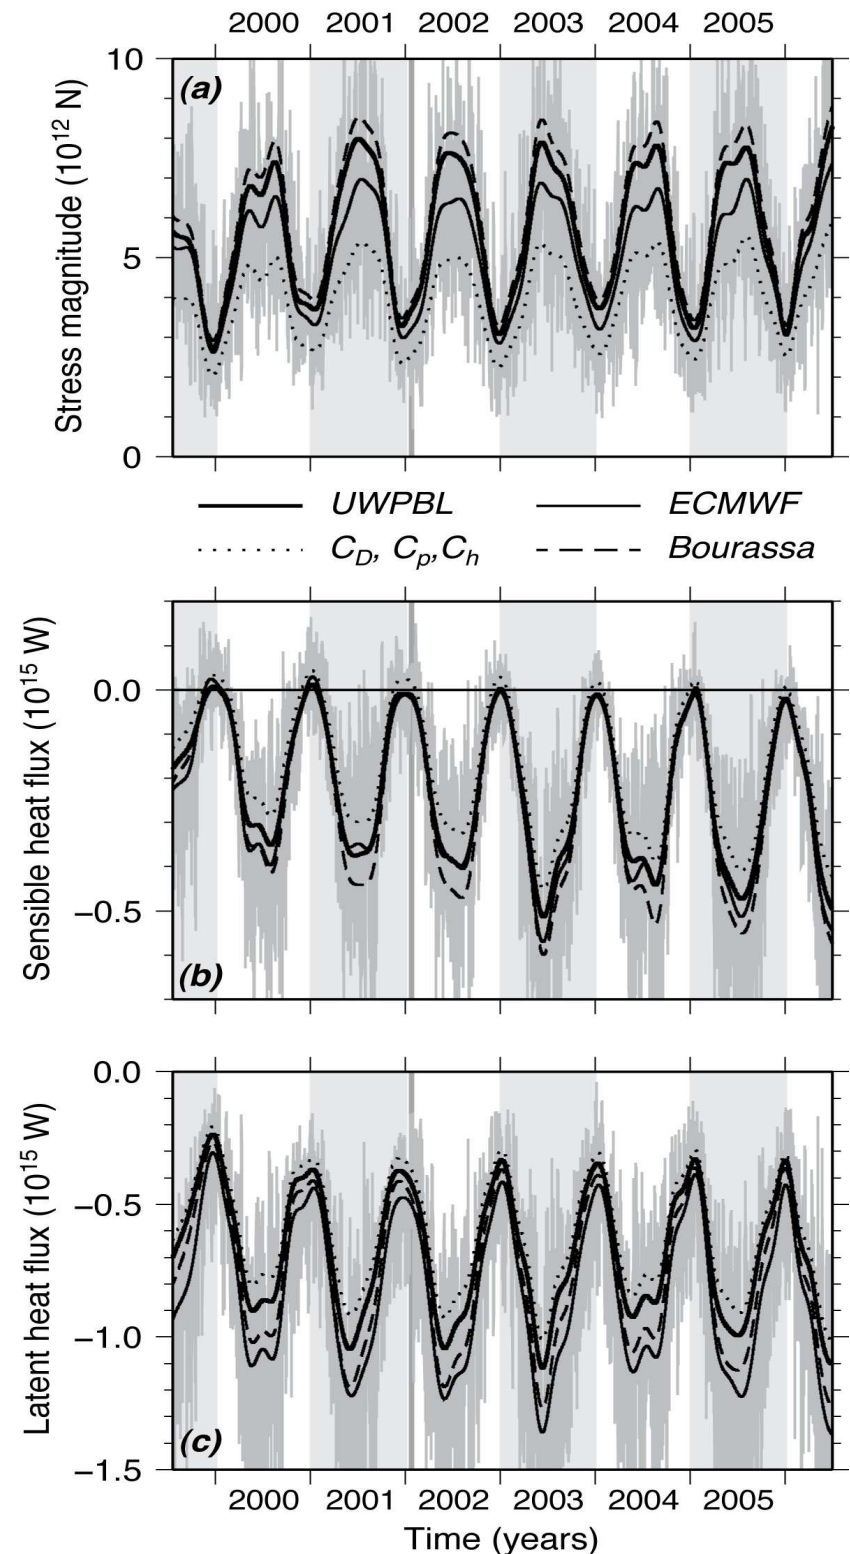 2000 2001 2002 2003 2004 2005
10
(a)
Stress magnitude (10¹² N)
5
0
UWPBL ECMWF
C_D, C_p,C_h Bourassa
Sensible heat flux (10¹⁵ W)
0.0
−0.5
(b)
0.0
Latent heat flux (10¹⁵ W)
−0.5
−1.0
(c)
−1.5
2000 2001 2002 2003 2004 2005
Time (years)